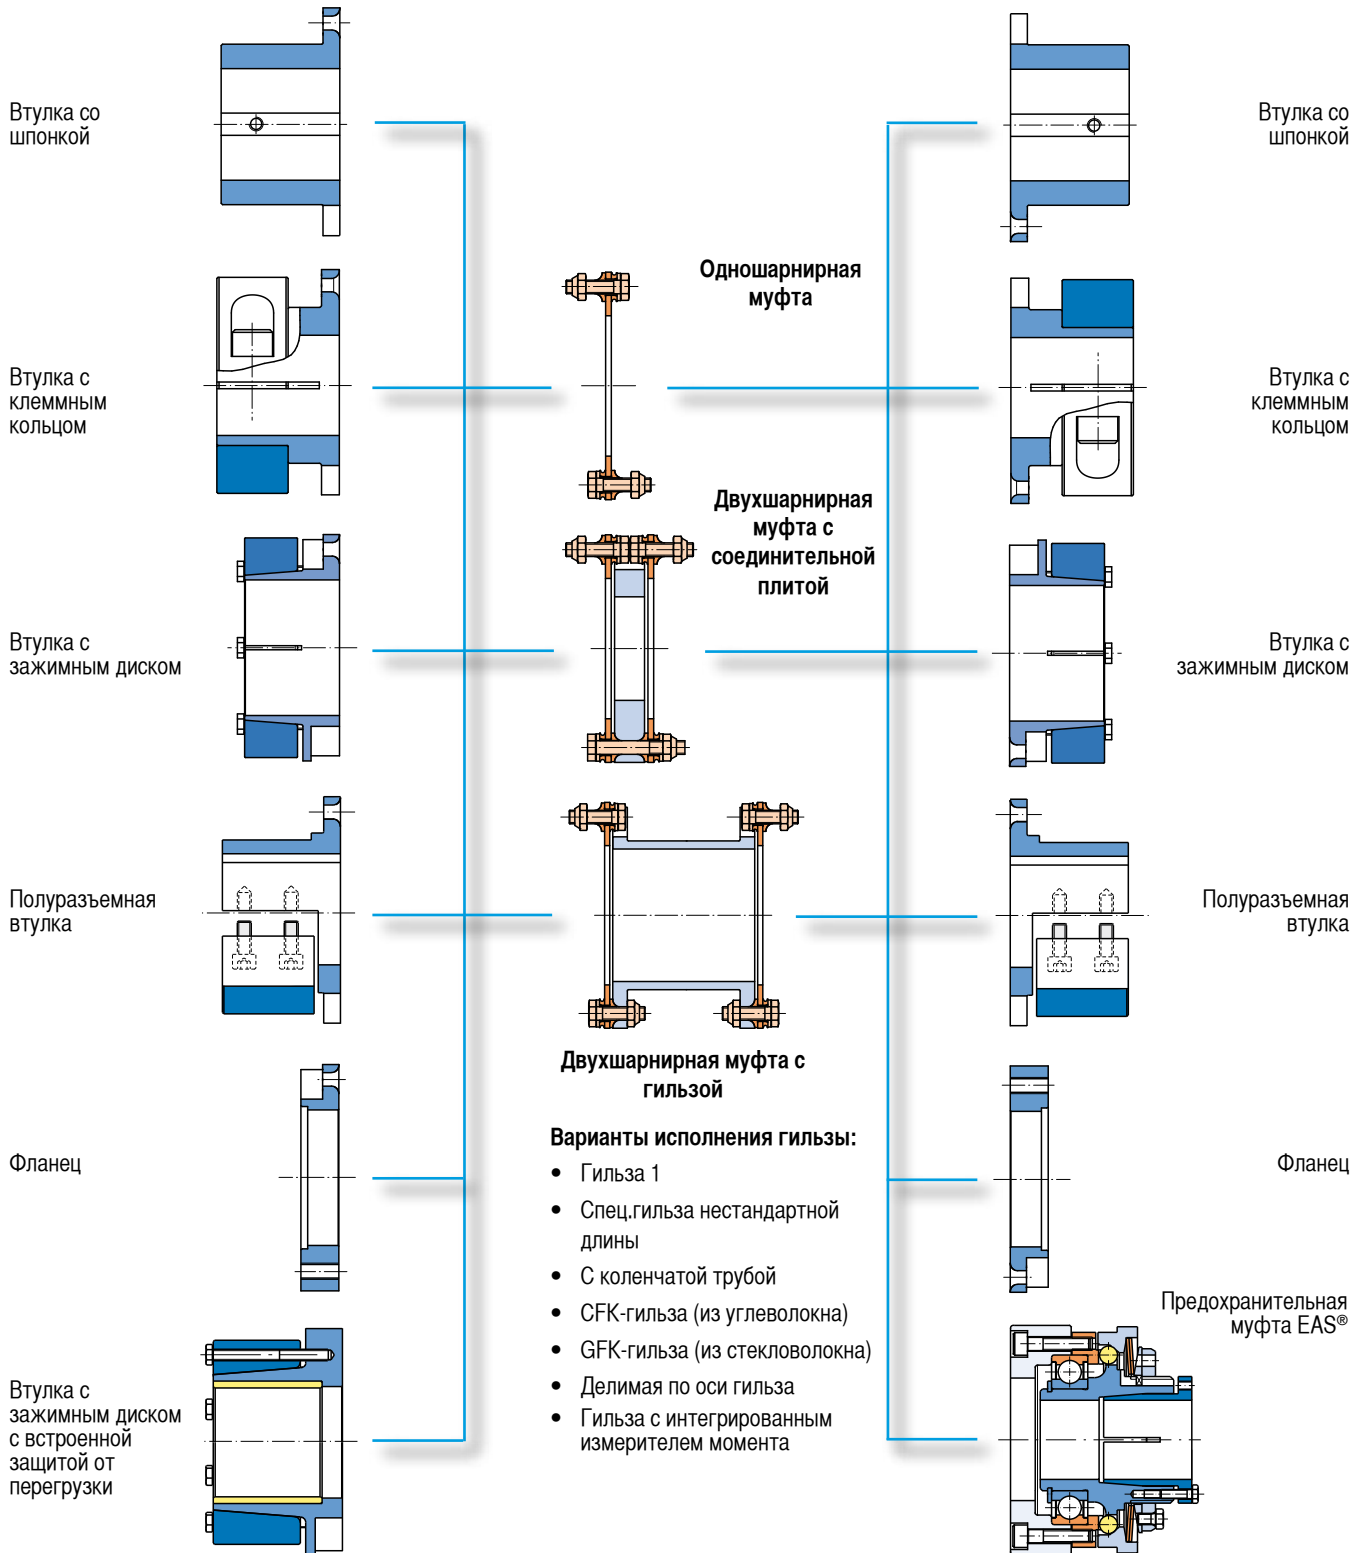 Втулка со
шпонкой
Втулка с
клеммным
кольцом
Втулка с
зажимным диском
Полуразъемная
втулка
Фланец
Втулка с
зажимным диском
с встроенной
защитой от
перегрузки
Одношарнирная
муфта
Двухшарнирная
муфта с
соединительной
плитой
Двухшарнирная муфта с
гильзой
Варианты исполнения гильзы:
• Гильза 1
• Спец.гильза нестандартной
длины
• С коленчатой трубой
• CFK-гильза (из углеволокна)
• GFK-гильза (из стекловолокна)
• Делимая по оси гильза
• Гильза с интегрированным
измерителем момента
Втулка со
шпонкой
Втулка с
клеммным
кольцом
Втулка с
зажимным диском
Полуразъемная
втулка
Фланец
Предохранительная
муфта EAS®